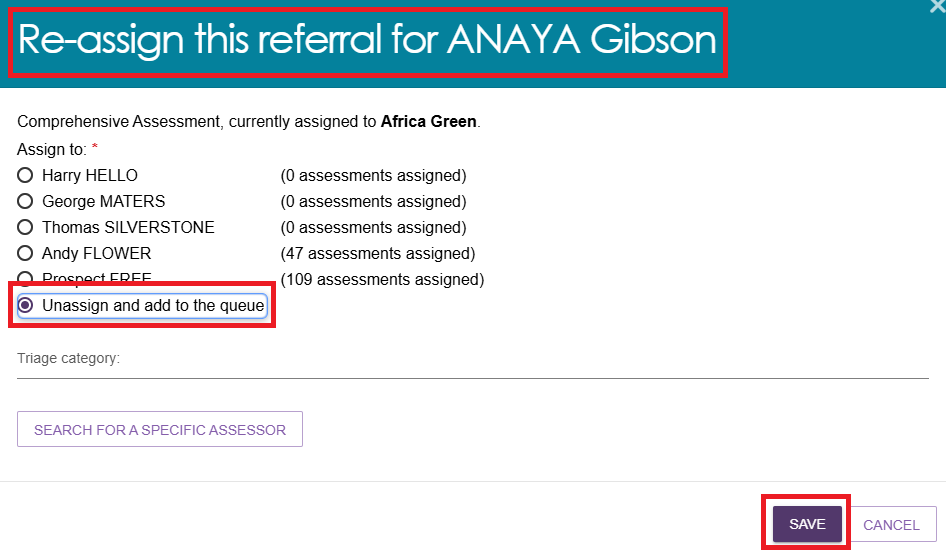 Re-assign this referral for ANAYA Gibson
Comprehensive Assessment, currently assigned to Africa Green.
Assign to: *
Harry HELLO (0 assessments assigned)
George MATERS (0 assessments assigned)
Thomas SILVERSTONE (0 assessments assigned)
Andy FLOWER (47 assessments assigned)
Prospect FREE (109 assessments assigned)
Unassign and add to the queue
Triage category:
SEARCH FOR A SPECIFIC ASSESSOR
SAVE CANCEL